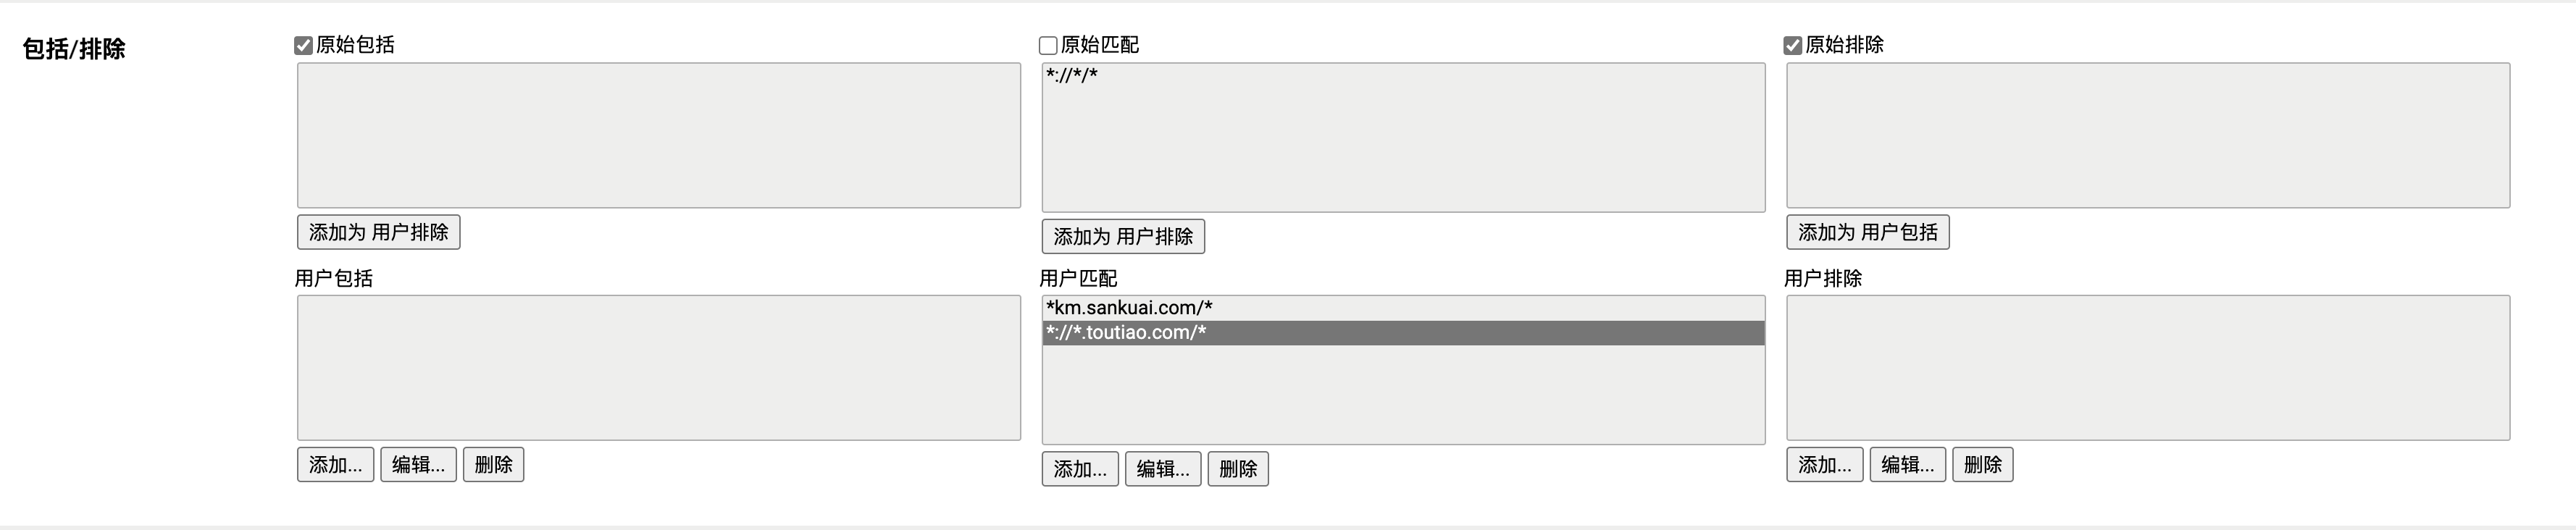 包括/排除
原始包括
添加为 用户排除
用户包括
添加... 编辑... 删除
原始匹配
*://*/*
添加为 用户排除
用户匹配
*km.sankuai.com/*
*://*.toutiao.com/*
添加... 编辑... 删除
原始排除
添加为 用户包括
用户排除
添加... 编辑... 删除